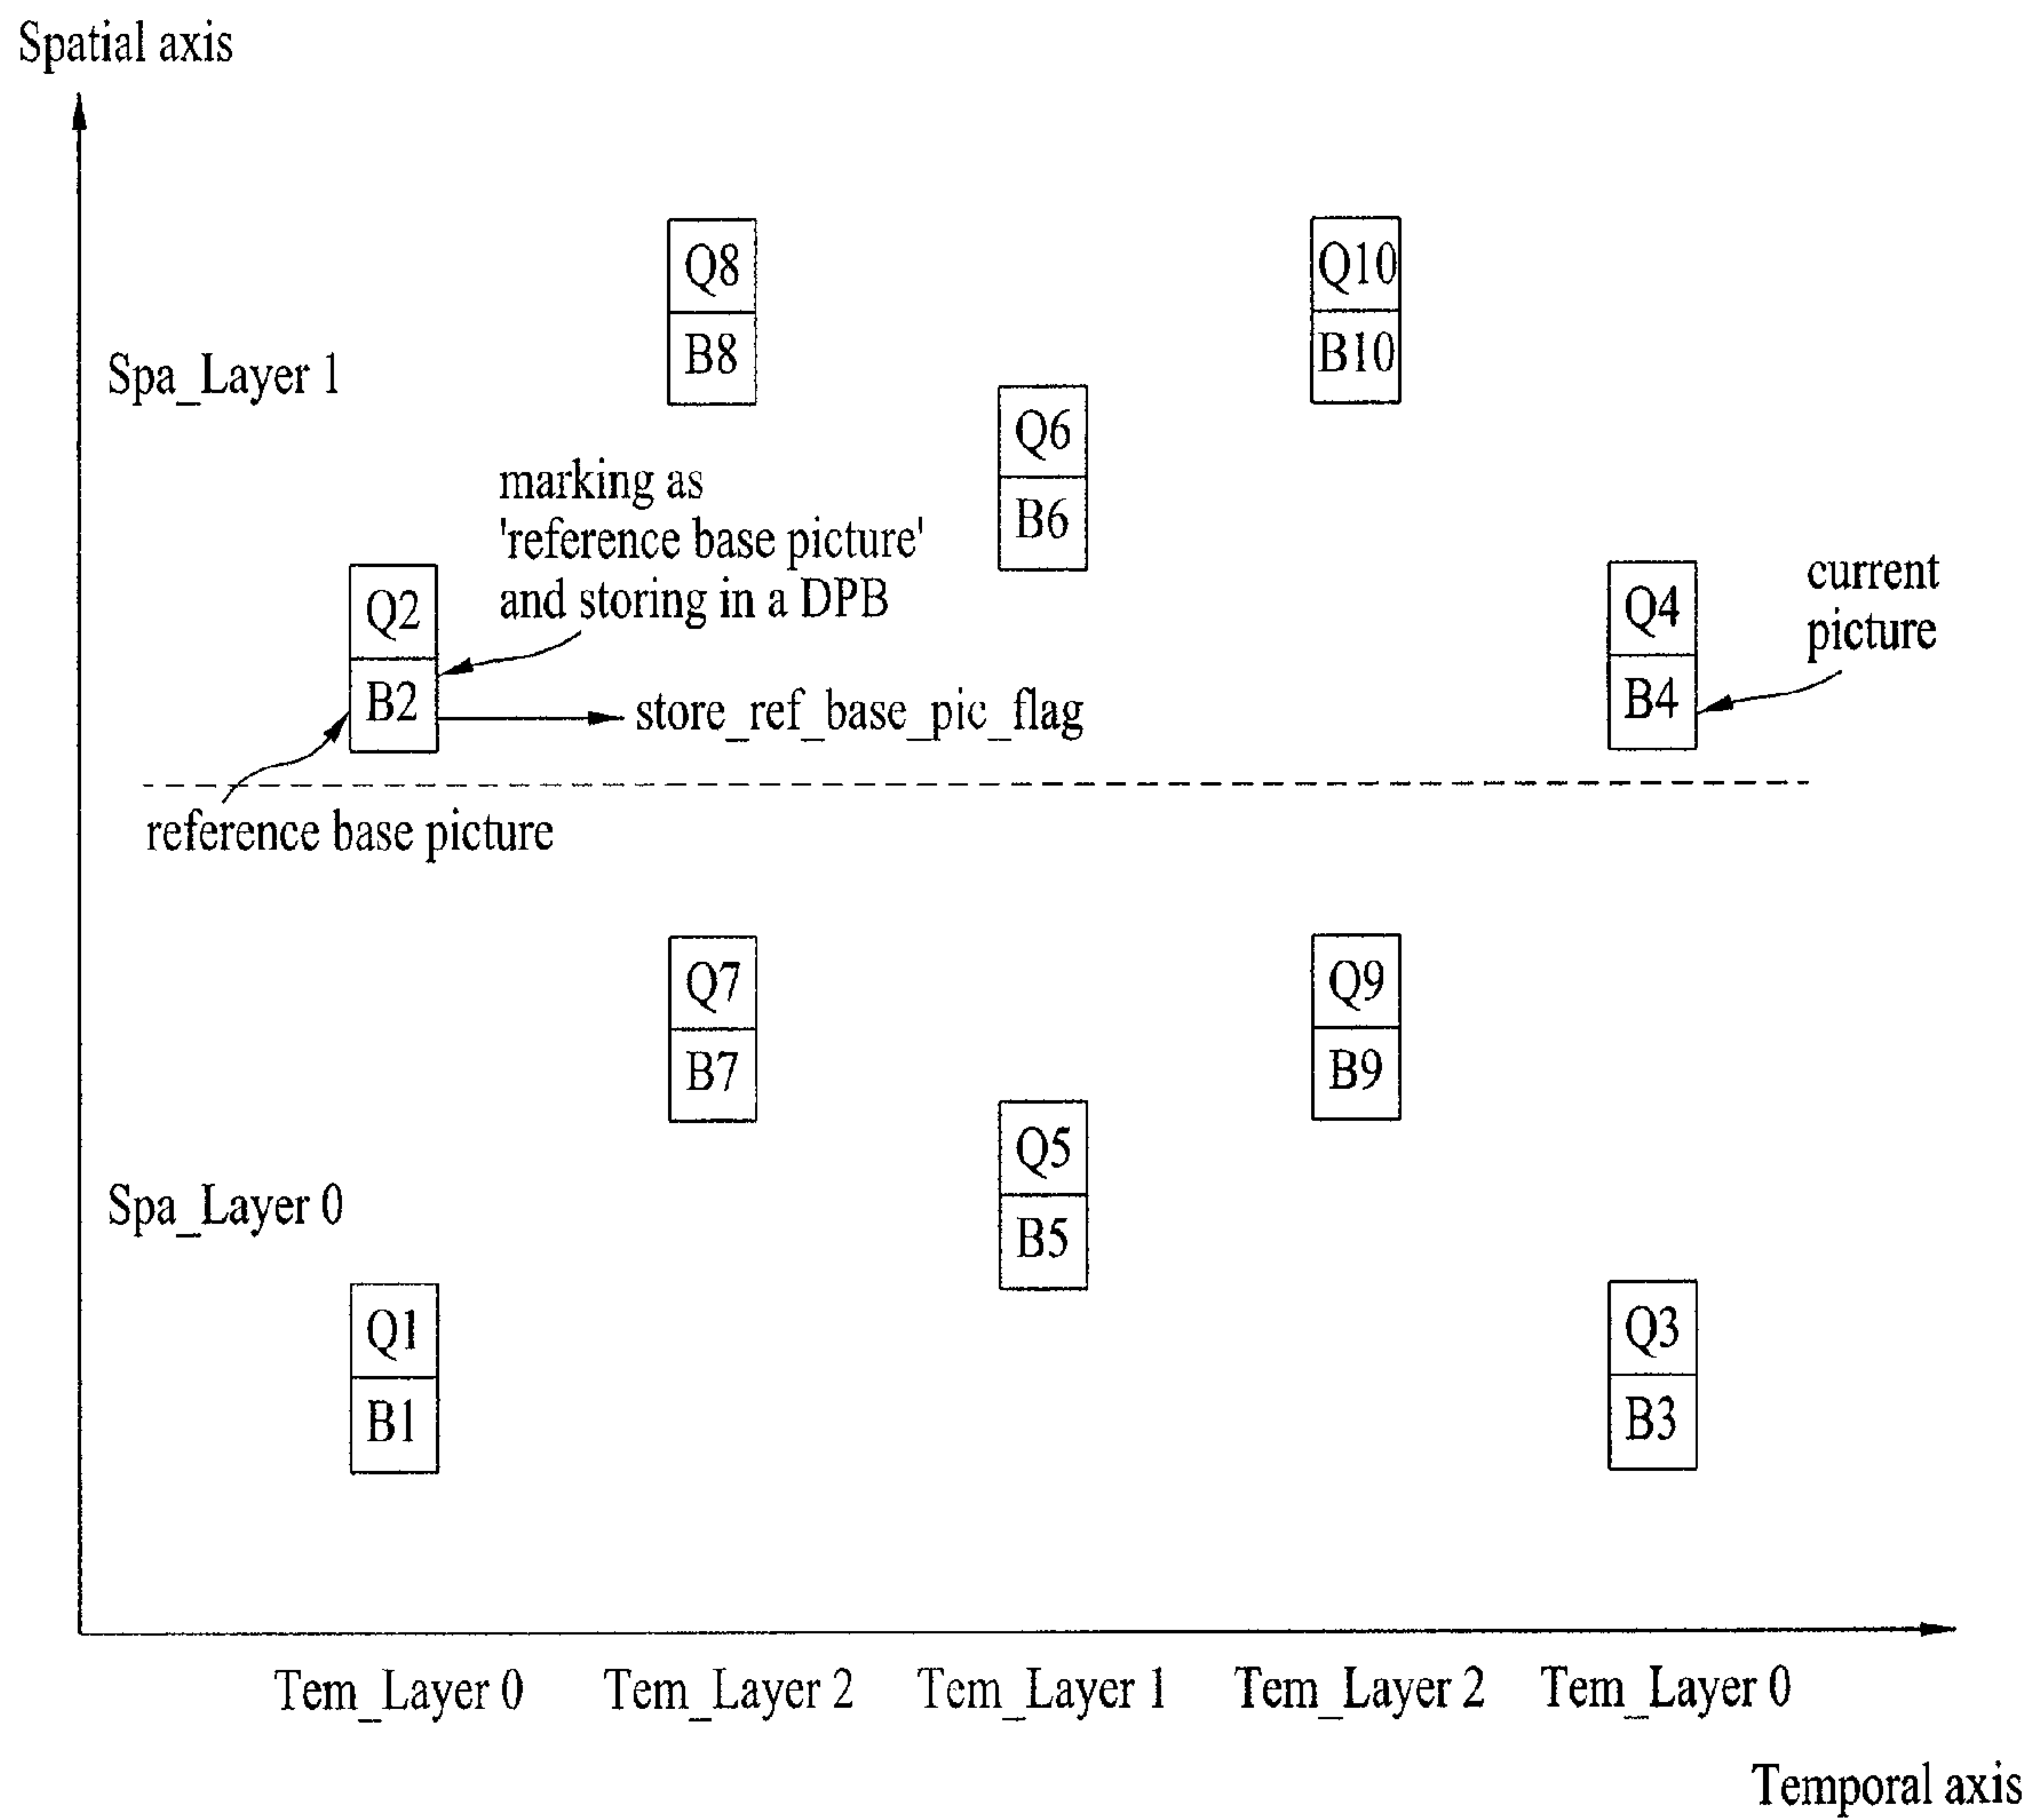 Spatial axis
Q8
Q10
B8
B10
Spa_Layer 1
Q6
B6
marking as
'reference base picture'
and storing in a DPB
current
picture
Q2
Q4
B2
B4
store_ref_base_pic_flag
reference base picture
Q7
Q9
B7
B9
Q5
B5
Spa_Layer 0
Q1
Q3
B1
B3
Tem_Layer 0
Tem_Layer 2
Tem_Layer 1
Tem_Layer 2
Tem_Layer 0
Temporal axis